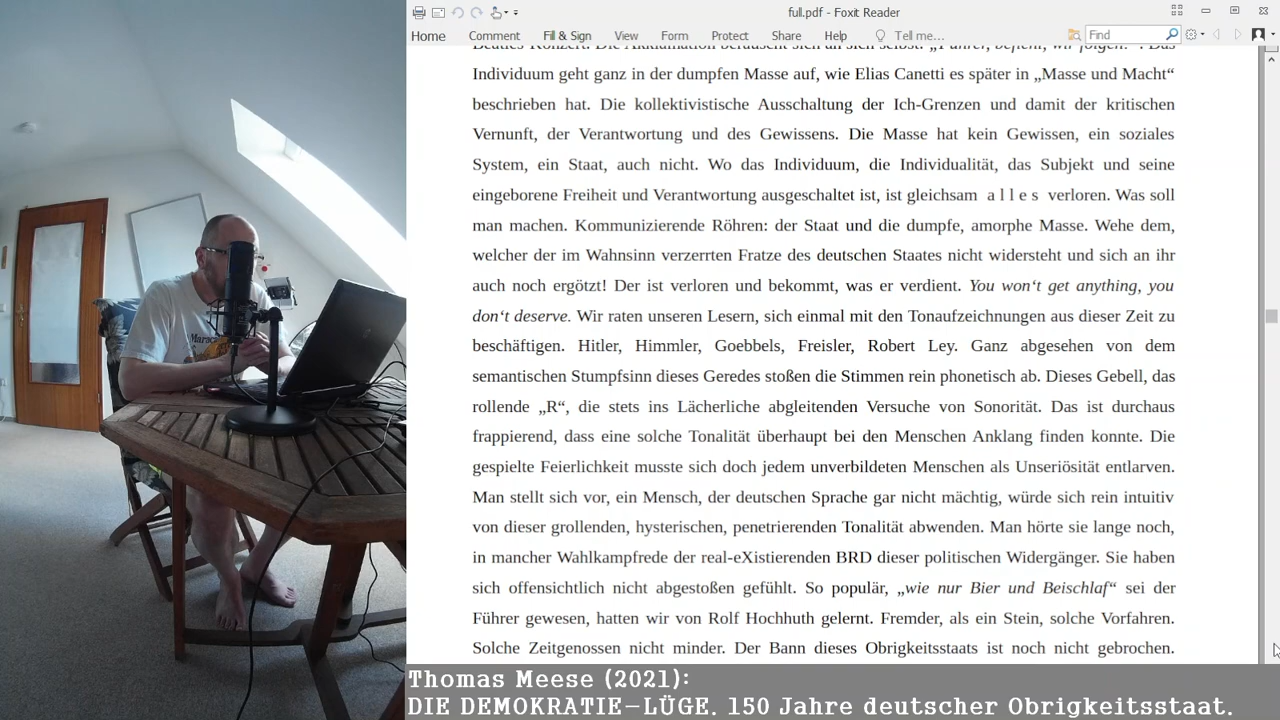 full.pdf - Foxit Reader
Home Comment Fill & Sign View Form Protect Share Help Tell me... Find
Individuum geht ganz in der dumpfen Masse auf, wie Elias Canetti es später in „Masse und Macht“
beschrieben hat. Die kollektivistische Ausschaltung der Ich-Grenzen und damit der kritischen
Vernunft, der Verantwortung und des Gewissens. Die Masse hat kein Gewissen, ein soziales
System, ein Staat, auch nicht. Wo das Individuum, die Individualität, das Subjekt und seine
eingeborene Freiheit und Verantwortung ausgeschaltet ist, ist gleichsam a l l e s verloren. Was soll
man machen. Kommunizierende Röhren: der Staat und die dumpfe, amorphe Masse. Wehe dem,
welcher der im Wahnsinn verzerrten Fratze des deutschen Staates nicht widersteht und sich an ihr
auch noch ergötzt! Der ist verloren und bekommt, was er verdient. You won‘t get anything, you
don‘t deserve. Wir raten unseren Lesern, sich einmal mit den Tonaufzeichnungen aus dieser Zeit zu
beschäftigen. Hitler, Himmler, Goebbels, Freisler, Robert Ley. Ganz abgesehen von dem
semantischen Stumpfsinn dieses Geredes stoßen die Stimmen rein phonetisch ab. Dieses Gebell, das
rollende „R“, die stets ins Lächerliche abgleitenden Versuche von Sonorität. Das ist durchaus
frappierend, dass eine solche Tonalität überhaupt bei den Menschen Anklang finden konnte. Die
gespielte Feierlichkeit musste sich doch jedem unverbildeten Menschen als Unseriösität entlarven.
Man stellt sich vor, ein Mensch, der deutschen Sprache gar nicht mächtig, würde sich rein intuitiv
von dieser grollenden, hysterischen, penetrierenden Tonalität abwenden. Man hörte sie lange noch,
in mancher Wahlkampfrede der real-eXistierenden BRD dieser politischen Widergänger. Sie haben
sich offensichtlich nicht abgestoßen gefühlt. So populär, „wie nur Bier und Beischlaf“ sei der
Führer gewesen, hatten wir von Rolf Hochhuth gelernt. Fremder, als ein Stein, solche Vorfahren.
Solche Zeitgenossen nicht minder. Der Bann dieses Obrigkeitsstaats ist noch nicht gebrochen.
Thomas Meese (2021):
DIE DEMOKRATIE-LÜGE. 150 Jahre deutscher Obrigkeitsstaat.